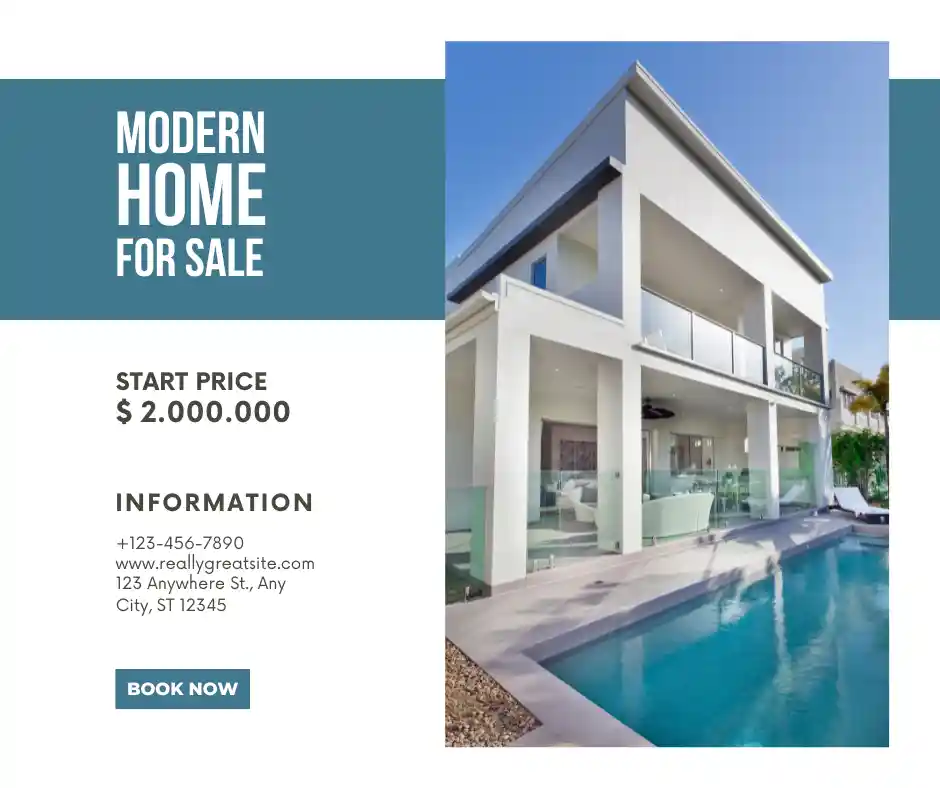 MODERN
HOME
FOR SALE
START PRICE
$ 2.000.000
INFORMATION
+123-456-7890
www.reallygreatsite.com
123 Anywhere St., Any
City, ST 12345
BOOK NOW